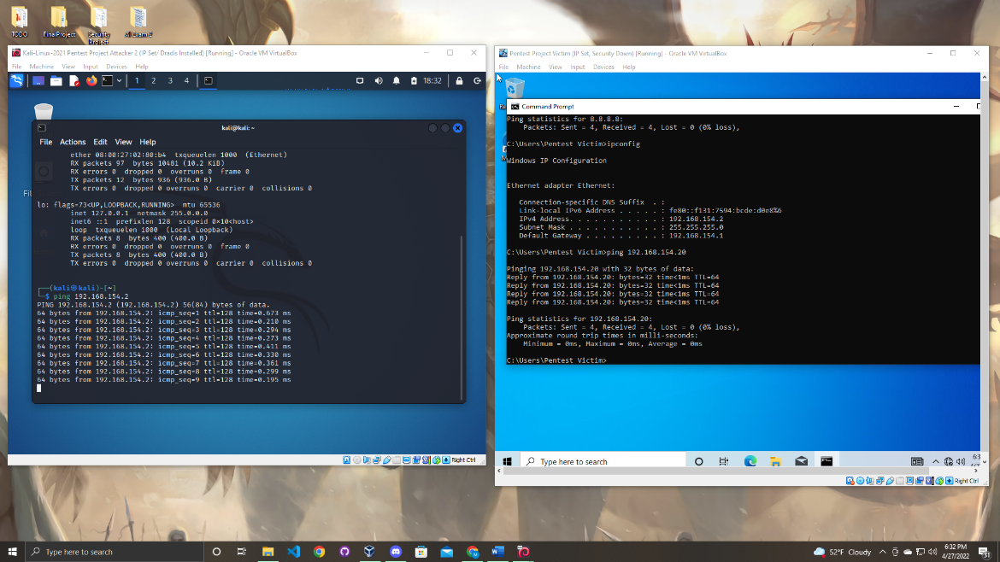 TODO
FinalProject
Security Project
AI Exam 2
Kali-Linux-2021 Pentest Project Attacker 2 (IP Set/ Dradis Installed) [Running] - Oracle VM VirtualBox
File Machine View Input Devices Help
1 2 3 4
18:32
kali@kali: ~
File Actions Edit View Help
ether 08:00:27:02:80:b4 txqueuelen 1000 (Ethernet)
RX packets 97 bytes 10481 (10.2 KiB)
RX errors 0 dropped 0 overruns 0 frame 0
TX packets 12 bytes 936 (936.0 B)
TX errors 0 dropped 0 overruns 0 carrier 0 collisions 0
lo: flags=73<UP,LOOPBACK,RUNNING> mtu 65536
inet 127.0.0.1 netmask 255.0.0.0
inet6 ::1 prefixlen 128 scopeid 0×10<host>
loop txqueuelen 1000 (Local Loopback)
RX packets 8 bytes 400 (400.0 B)
RX errors 0 dropped 0 overruns 0 frame 0
TX packets 8 bytes 400 (400.0 B)
TX errors 0 dropped 0 overruns 0 carrier 0 collisions 0
┌──(kali㉿kali)-[~]
└─$ ping 192.168.154.2
PING 192.168.154.2 (192.168.154.2) 56(84) bytes of data.
64 bytes from 192.168.154.2: icmp_seq=1 ttl=128 time=0.673 ms
64 bytes from 192.168.154.2: icmp_seq=2 ttl=128 time=0.210 ms
64 bytes from 192.168.154.2: icmp_seq=3 ttl=128 time=0.294 ms
64 bytes from 192.168.154.2: icmp_seq=4 ttl=128 time=0.273 ms
64 bytes from 192.168.154.2: icmp_seq=5 ttl=128 time=0.411 ms
64 bytes from 192.168.154.2: icmp_seq=6 ttl=128 time=0.330 ms
64 bytes from 192.168.154.2: icmp_seq=7 ttl=128 time=0.361 ms
64 bytes from 192.168.154.2: icmp_seq=8 ttl=128 time=0.299 ms
64 bytes from 192.168.154.2: icmp_seq=9 ttl=128 time=0.195 ms
Right Ctrl
Pentest Project Victim (IP Set, Security Down) [Running] - Oracle VM VirtualBox
File Machine View Input Devices Help
Command Prompt
Ping statistics for 8.8.8.8:
Packets: Sent = 4, Received = 4, Lost = 0 (0% loss),
C:\Users\Pentest Victim>ipconfig
Windows IP Configuration
Ethernet adapter Ethernet:
Connection-specific DNS Suffix . :
Link-local IPv6 Address . . . . . : fe80::f131:7594:bcde:d0e8%6
IPv4 Address. . . . . . . . . . . : 192.168.154.2
Subnet Mask . . . . . . . . . . . : 255.255.255.0
Default Gateway . . . . . . . . . : 192.168.154.1
C:\Users\Pentest Victim>ping 192.168.154.20
Pinging 192.168.154.20 with 32 bytes of data:
Reply from 192.168.154.20: bytes=32 time<1ms TTL=64
Reply from 192.168.154.20: bytes=32 time<1ms TTL=64
Reply from 192.168.154.20: bytes=32 time<1ms TTL=64
Reply from 192.168.154.20: bytes=32 time<1ms TTL=64
Ping statistics for 192.168.154.20:
Packets: Sent = 4, Received = 4, Lost = 0 (0% loss),
Approximate round trip times in milli-seconds:
Minimum = 0ms, Maximum = 0ms, Average = 0ms
C:\Users\Pentest Victim>
Type here to search
6:3
Right Ctrl
Type here to search
52°F Cloudy
6:32 PM
4/27/2022
31